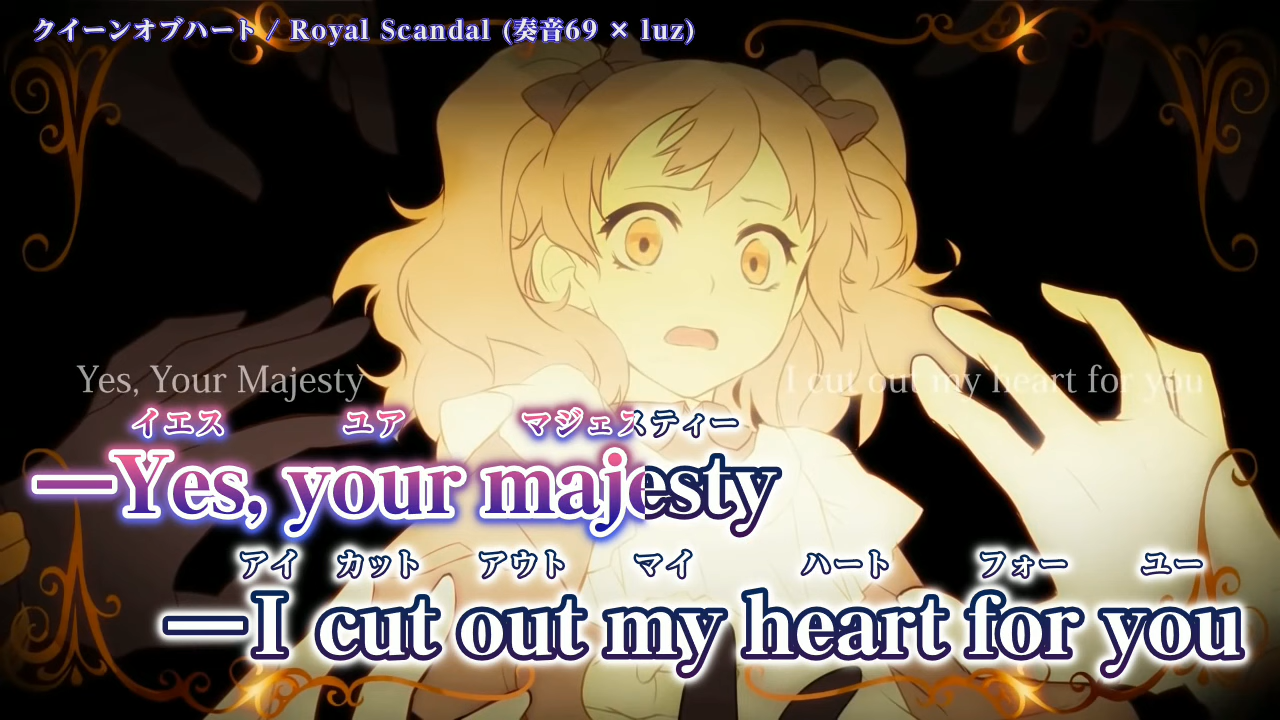 クイーンオブハート / Royal Scandal (奏音69 × luz)
Yes, Your Majesty
I cut out my heart for you
イエス ユア マジェスティー
—Yes, your majesty
アイ カット アウト マイ ハート フォー ユー
—I cut out my heart for you